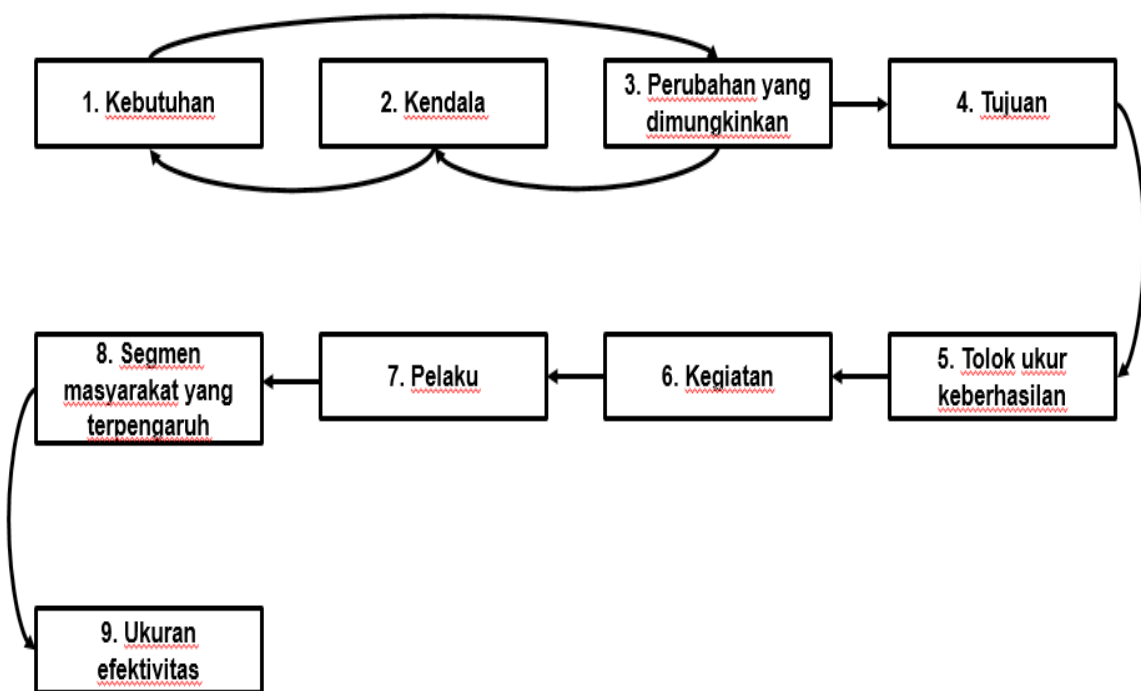 1. Kebutuhan
2. Kendala
3. Perubahan yang
dimungkinkan
4. Tujuan
8. Segmen
masyarakat yang
terpengaruh
7. Pelaku
6. Kegiatan
5. Tolok ukur
keberhasilan
9. Ukuran
efektivitas